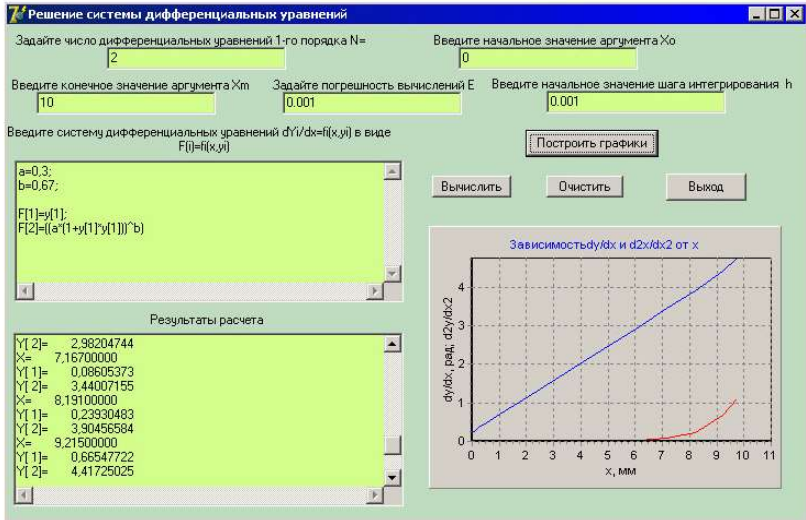 Решение системы дифференциальных уравнений
Задайте число дифференциальных уравнений 1-го порядка N=
2
Введите начальное значение аргумента Xo
0
Введите конечное значение аргумента Xm
10
Задайте погрешность вычислений E
0.001
Введите начальное значение шага интегрирования h
0.001
Введите систему дифференциальных уравнений dYi/dx=fi(x,yi) в виде
F(i)=fi(x,yi)
a=0,3;
b=0,67;
F[1]=y[1];
F[2]=((a*(1+y[1]*y[1]))^b)
Построить графики
Вычислить
Очистить
Выход
Результаты расчета
Y[ 2]= 2,98204744
X= 7,16700000
Y[ 1]= 0,08605373
Y[ 2]= 3,44007155
X= 8,19100000
Y[ 1]= 0,23930483
Y[ 2]= 3,90456584
X= 9,21500000
Y[ 1]= 0,66547722
Y[ 2]= 4,41725025
Зависимостьdy/dx и d2x/dx2 от x
dy/dx, рад; d2y/dx2
4
3
2
1
0
0 1 2 3 4 5 6 7 8 9 10 11
x, мм